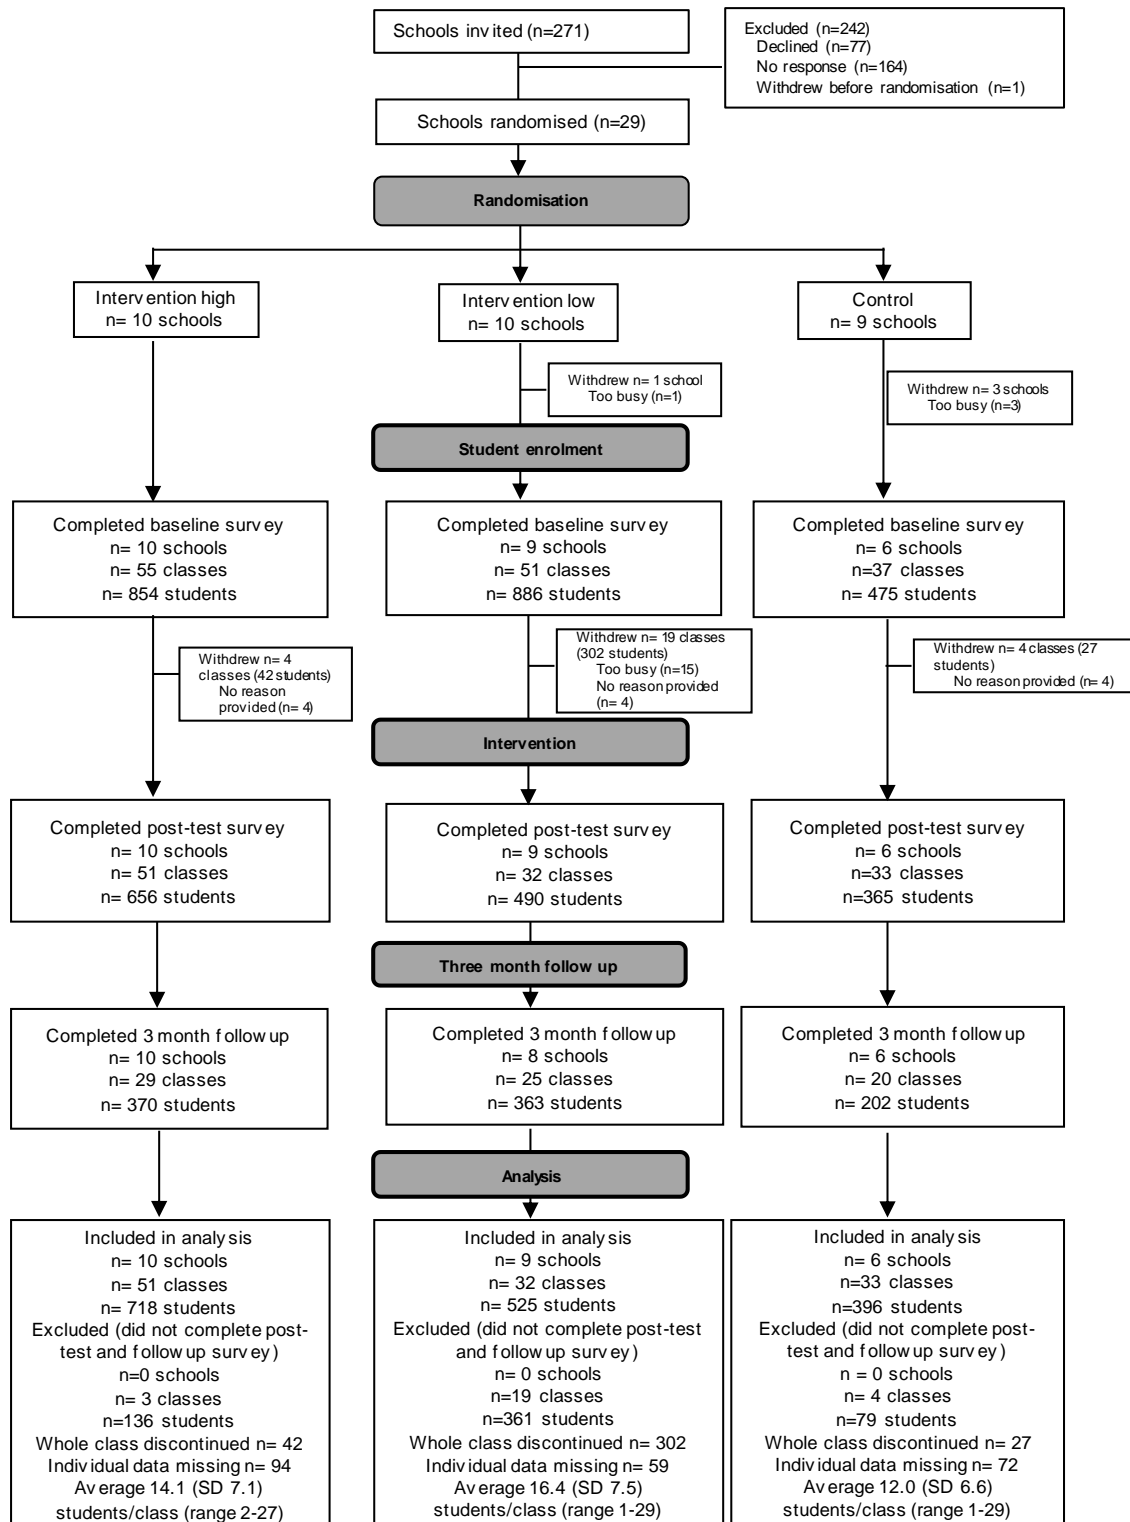 Schools invited (n=271)
Excluded (n=242)
Declined (n=77)
No response (n=164)
Withdrew before randomisation (n=1)
Schools randomised (n=29)
Randomisation
Intervention high
n= 10 schools
Intervention low
n= 10 schools
Control
n= 9 schools
Withdrew n= 1 school
Too busy (n=1)
Withdrew n= 3 schools
Too busy (n=3)
Student enrolment
Completed baseline survey
n= 10 schools
n= 55 classes
n= 854 students
Completed baseline survey
n= 9 schools
n= 51 classes
n= 886 students
Completed baseline survey
n= 6 schools
n=37 classes
n= 475 students
Withdrew n= 4
classes (42 students)
No reason
provided (n= 4)
Withdrew n= 19 classes
(302 students)
Too busy (n=15)
No reason provided
(n= 4)
Withdrew n= 4 classes (27
students)
No reason provided (n= 4)
Intervention
Completed post-test survey
n= 10 schools
n= 51 classes
n= 656 students
Completed post-test survey
n= 9 schools
n= 32 classes
n= 490 students
Completed post-test survey
n= 6 schools
n= 33 classes
n=365 students
Three month follow up
Completed 3 month follow up
n= 10 schools
n= 29 classes
n= 370 students
Completed 3 month follow up
n= 8 schools
n= 25 classes
n= 363 students
Completed 3 month follow up
n= 6 schools
n= 20 classes
n= 202 students
Analysis
Included in analysis
n= 10 schools
n= 51 classes
n= 718 students
Excluded (did not complete post-
test and follow up survey)
n=0 schools
n= 3 classes
n=136 students
Whole class discontinued n= 42
Individual data missing n= 94
Average 14.1 (SD 7.1)
students/class (range 2-27)
Included in analysis
n= 9 schools
n= 32 classes
n= 525 students
Excluded (did not complete post-test
and follow up survey)
n= 0 schools
n=19 classes
n=361 students
Whole class discontinued n= 302
Individual data missing n= 59
Average 16.4 (SD 7.5)
students/class (range 1-29)
Included in analysis
n= 6 schools
n=33 classes
n=396 students
Excluded (did not complete post-
test and follow up survey)
n = 0 schools
n= 4 classes
n=79 students
Whole class discontinued n= 27
Individual data missing n= 72
Average 12.0 (SD 6.6)
students/class (range 1-29)